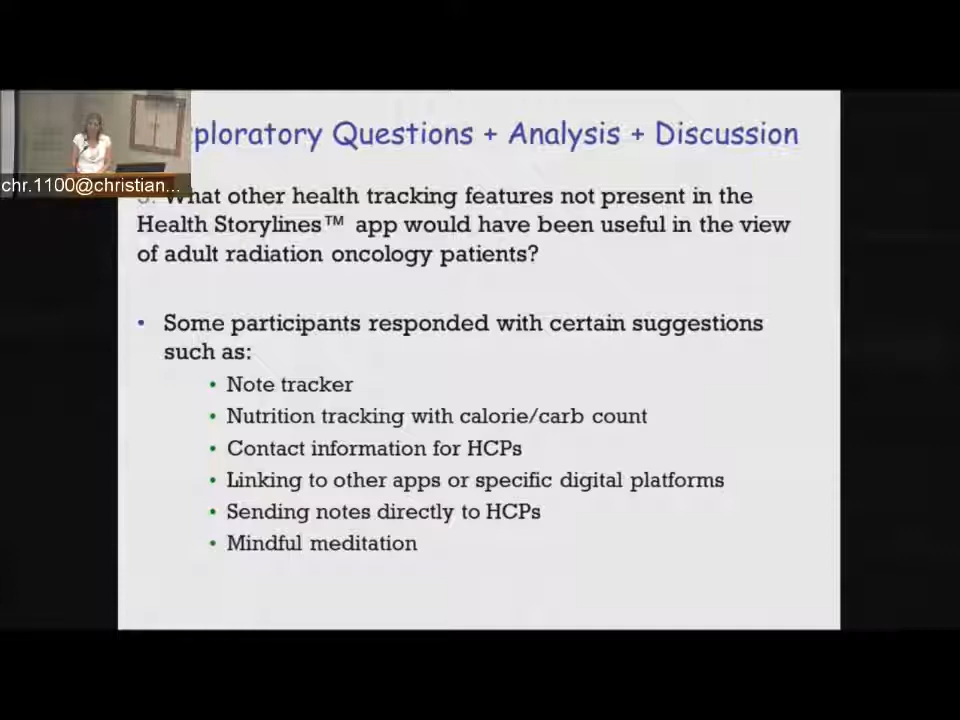 ploratory Questions + Analysis + Discussion
chr.1100@christian...
What other health tracking features not present in the
Health Storylines™ app would have been useful in the view
of adult radiation oncology patients?
• Some participants responded with certain suggestions
such as:
• Note tracker
• Nutrition tracking with calorie/carb count
• Contact information for HCPs
• Linking to other apps or specific digital platforms
• Sending notes directly to HCPs
• Mindful meditation